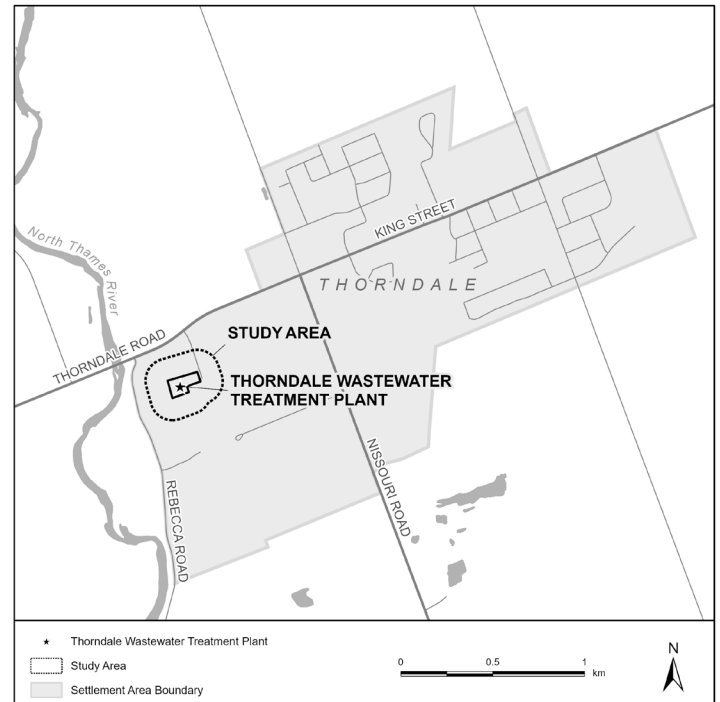 KING STREET
North Thames
River
THORNDALE
STUDY AREA
THORNDALE ROAD
THORNDALE WASTEWATER
TREATMENT PLANT
NISSOURI ROAD
REBECCA ROAD
Thorndale Wastewater Treatment Plant
Study Area
Settlement Area Boundary
0 0.5 1
km
N